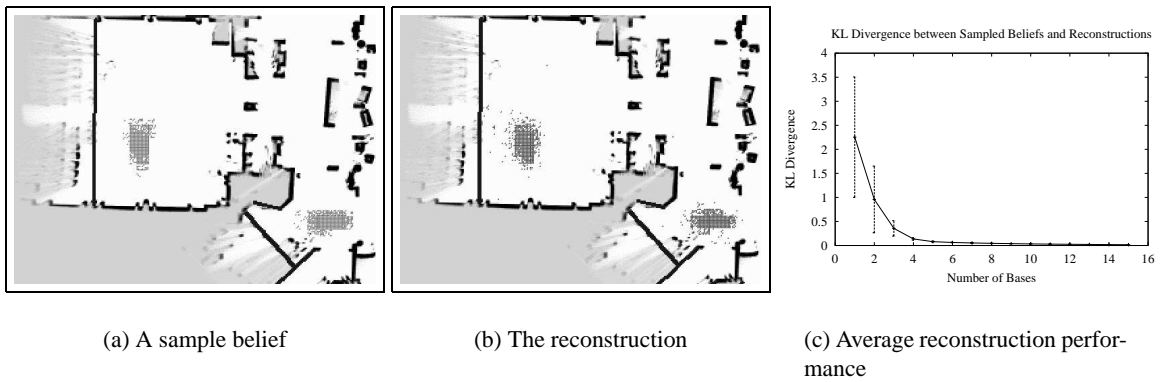 KL Divergence between Sampled Beliefs and Reconstructions
4
3.5
3
2.5
2
1.5
1
0.5
0
KL Divergence
0 2 4 6 8 10 12 14 16
Number of Bases
(a) A sample belief
(b) The reconstruction
(c) Average reconstruction perfor-
mance